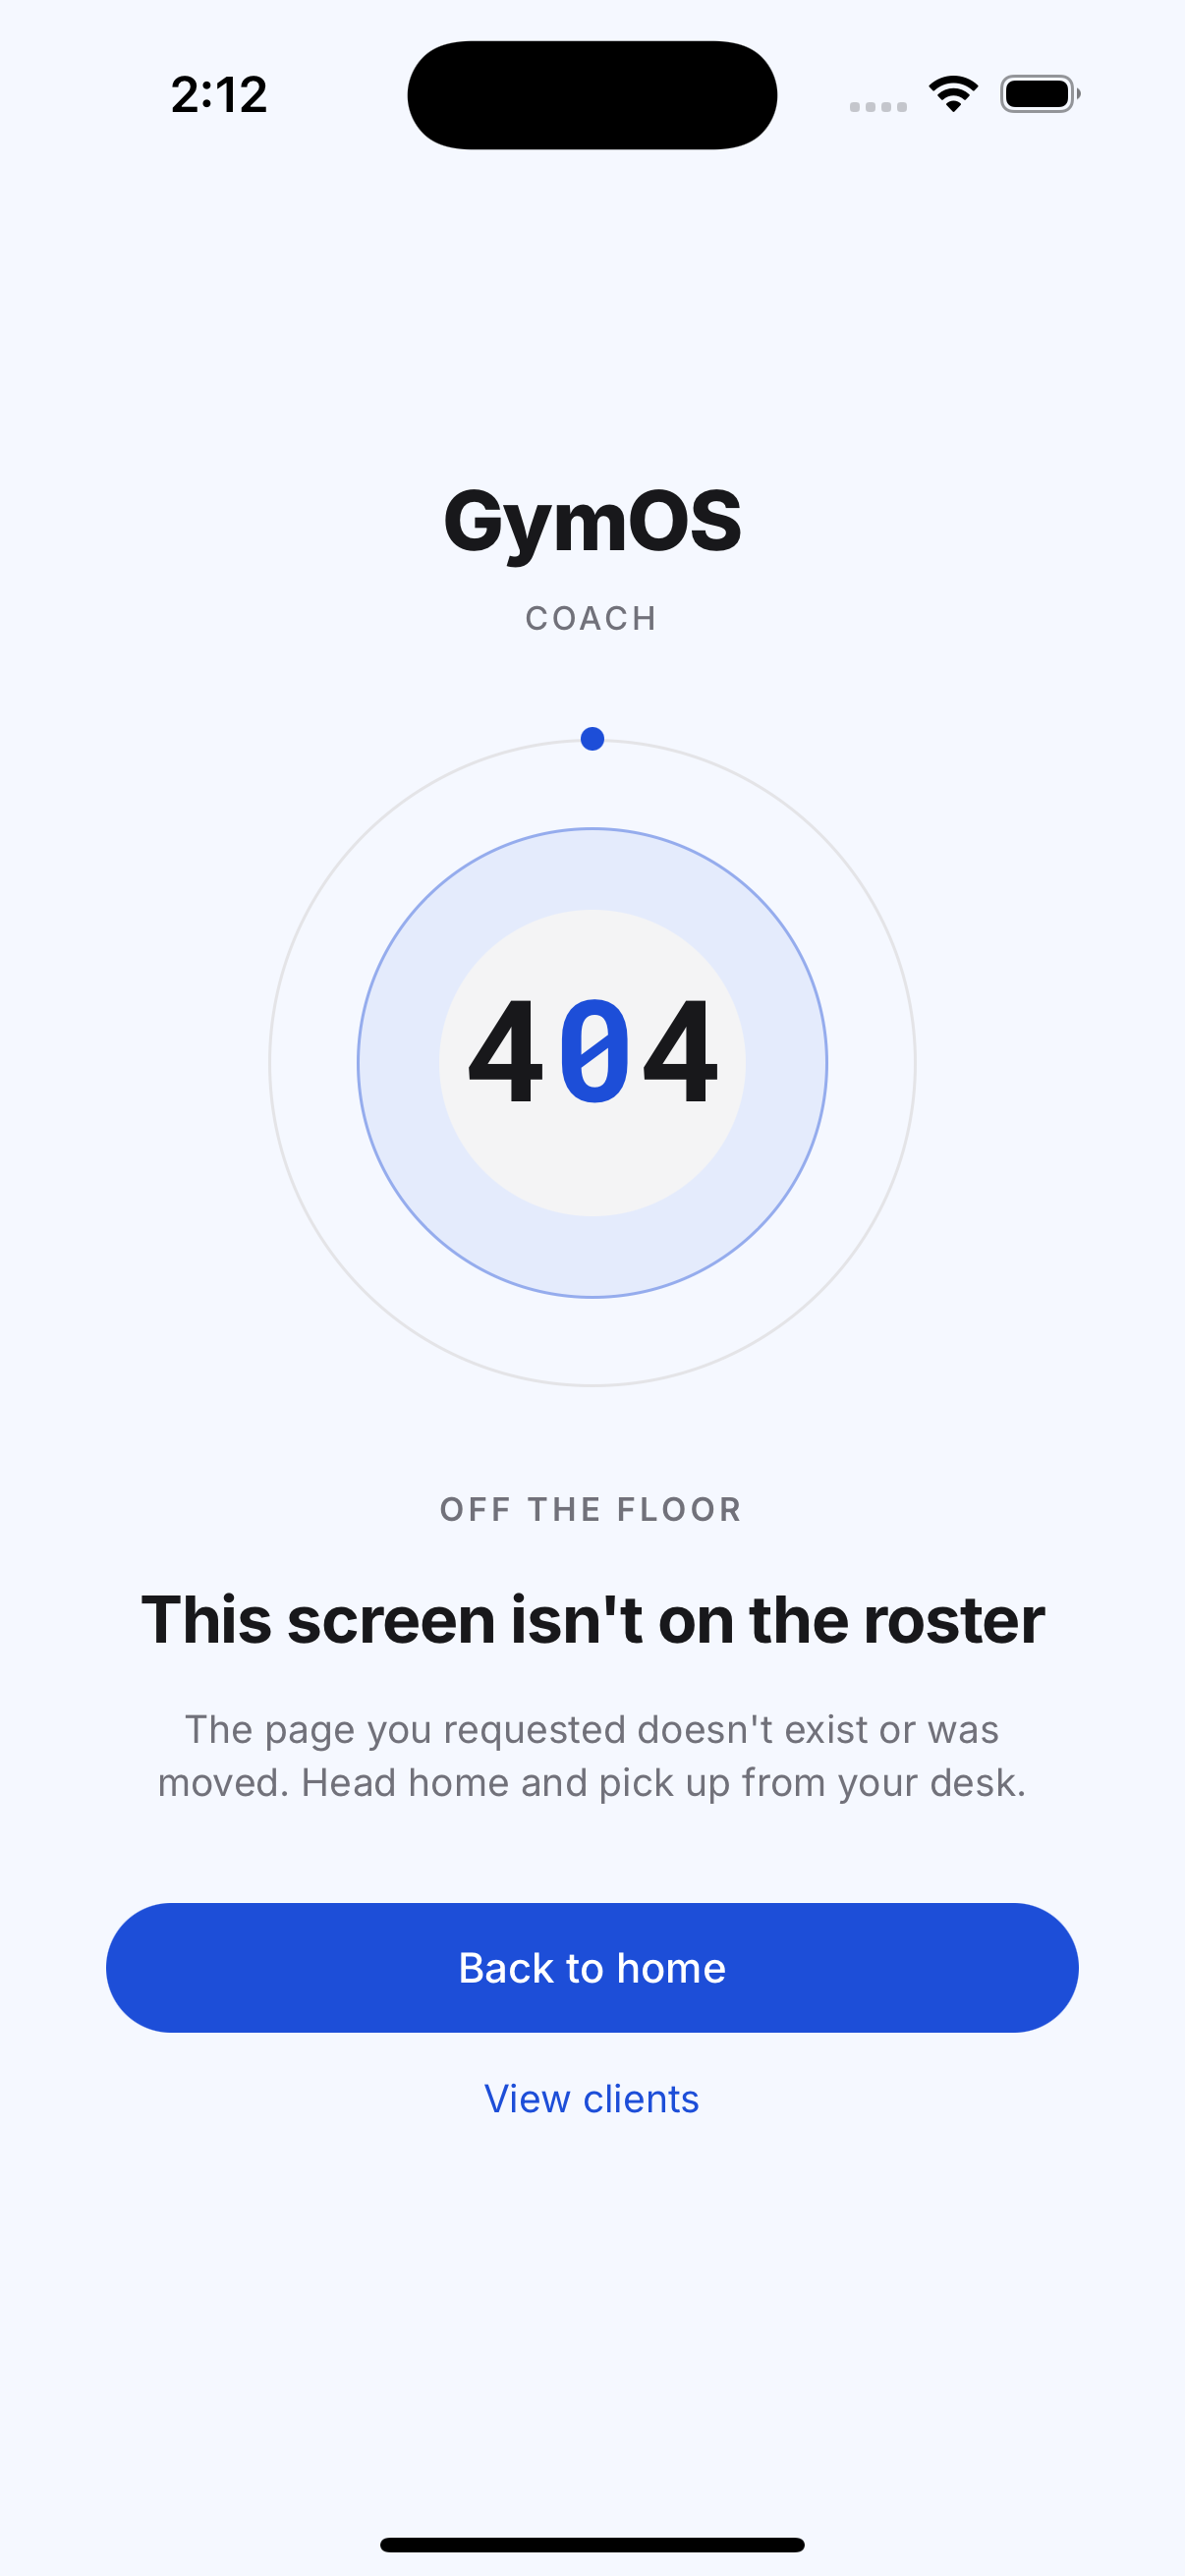 2:12
GymOS
COACH
404
OFF THE FLOOR
This screen isn't on the roster
The page you requested doesn't exist or was
moved. Head home and pick up from your desk.
Back to home
View clients